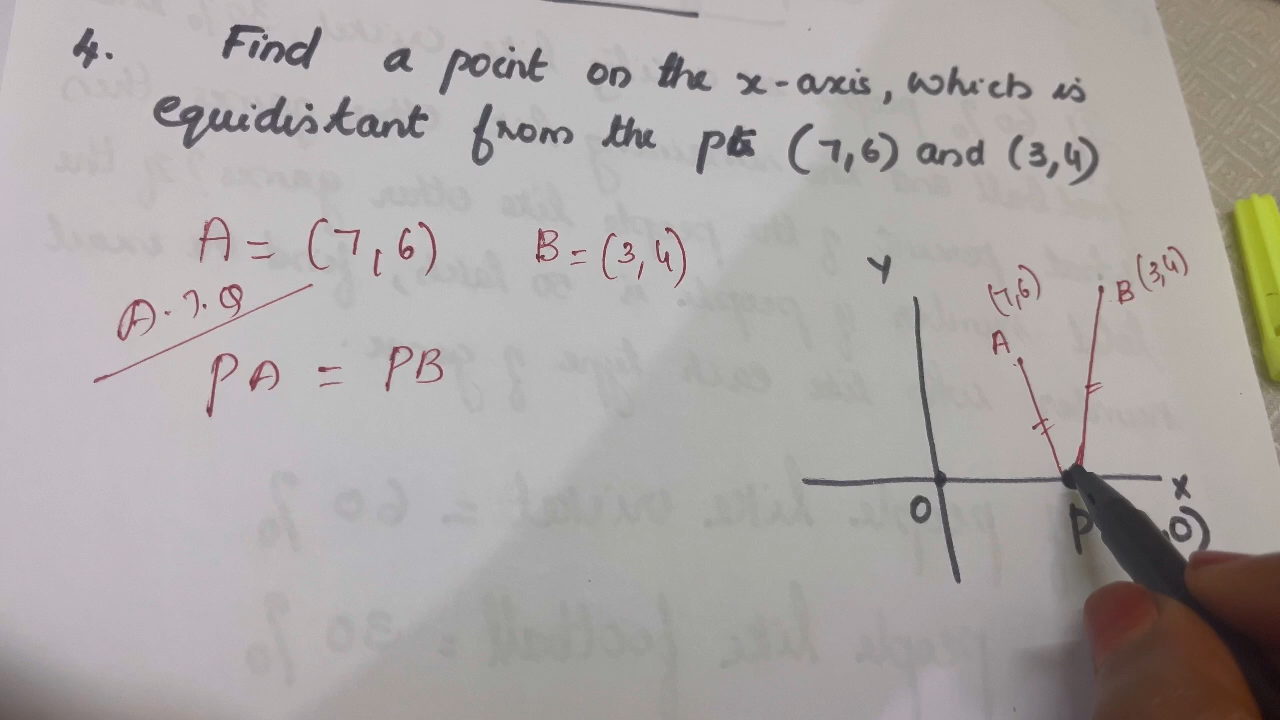 4. Find a point on the x-axis, which is
equidistant from the pts (7,6) and (3,4)
A = (7,6) B = (3,4)
A.T.Q
PA = PB
Y
(7,6)
B (3,4)
A
X
O
P ,0)